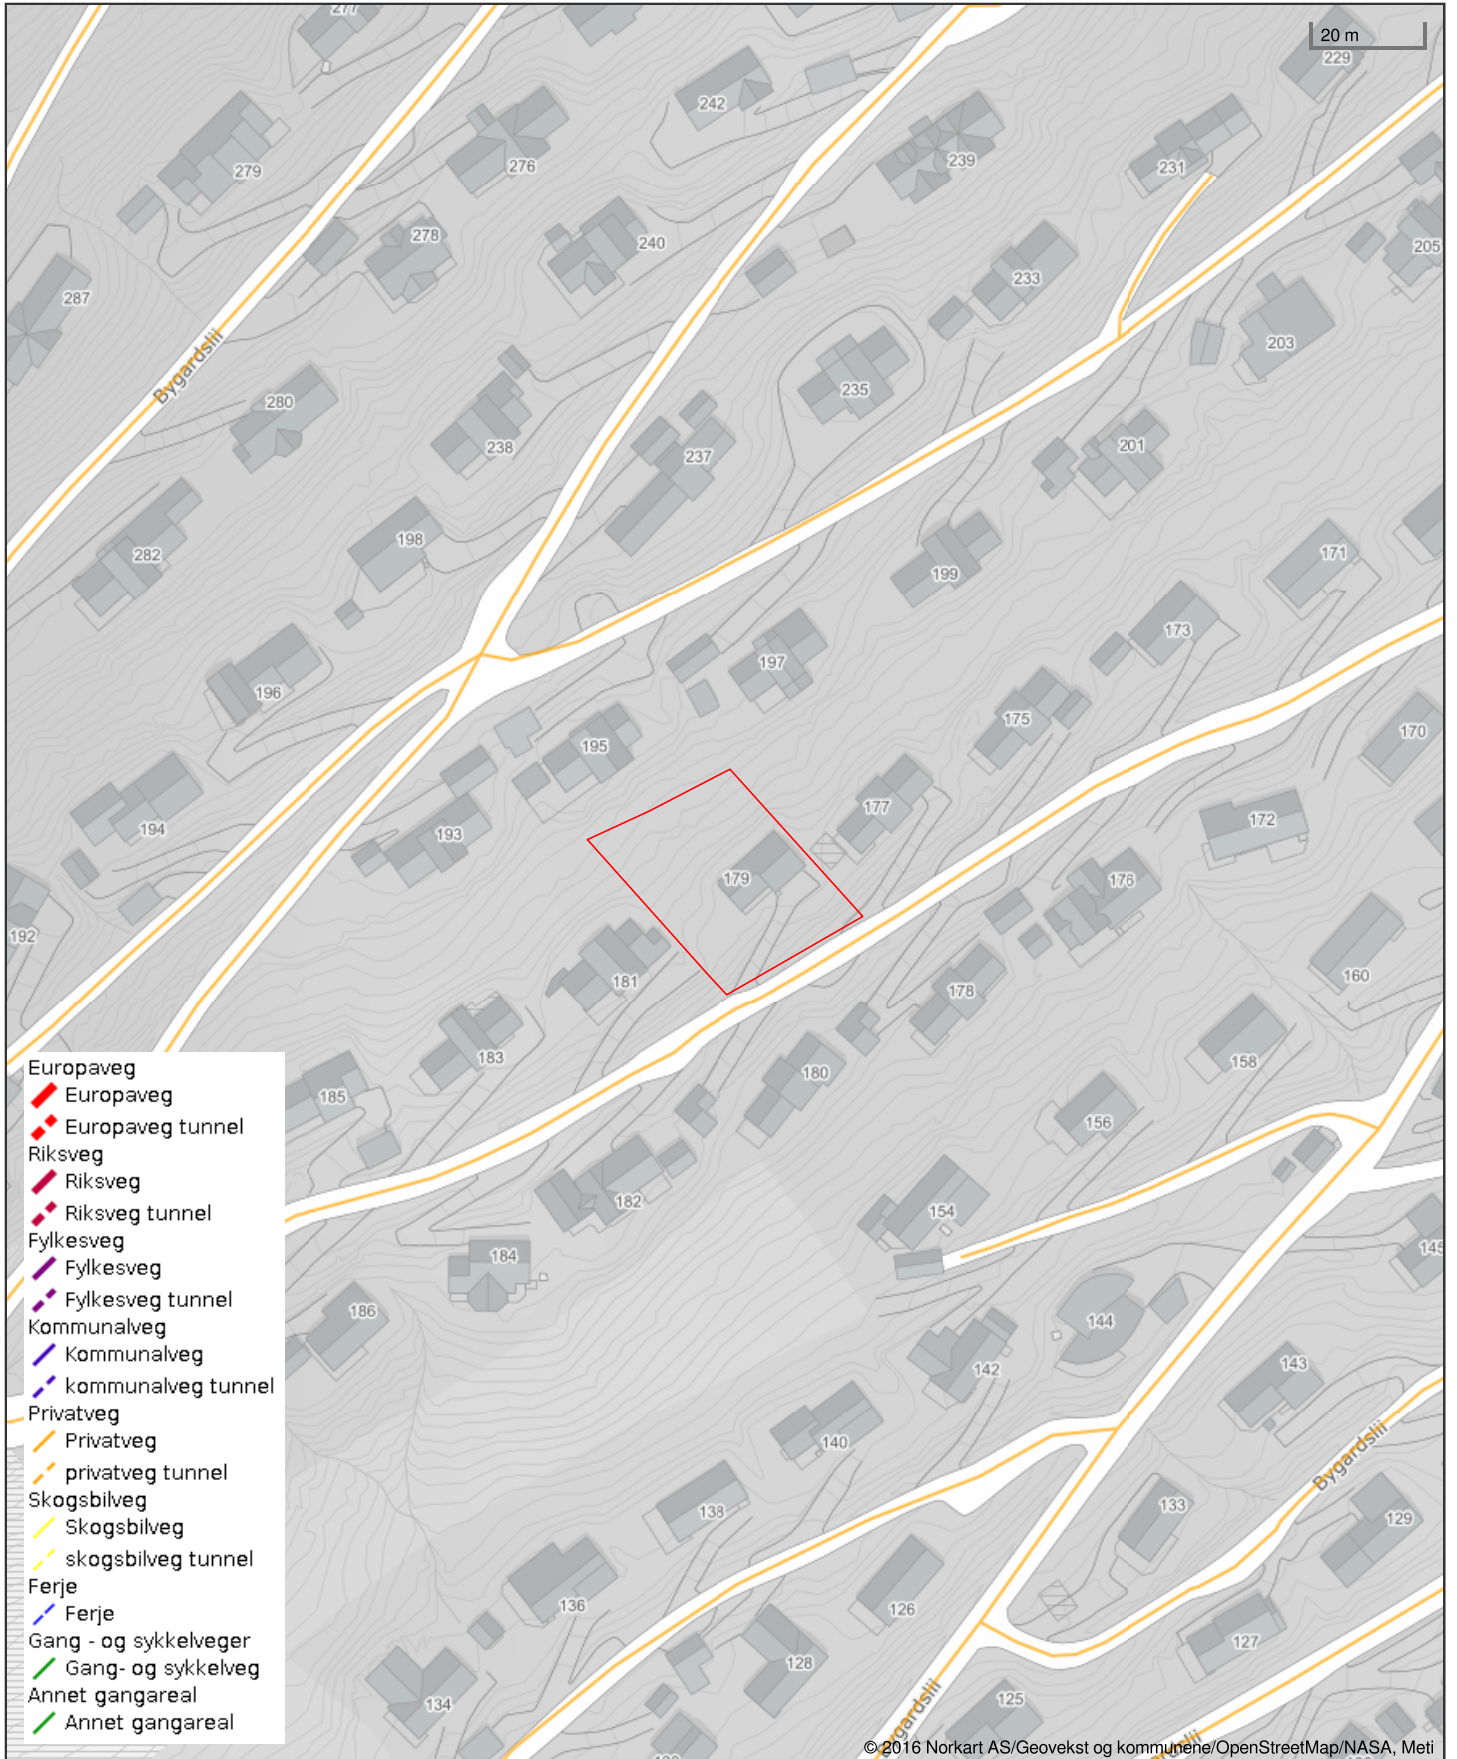 277
20 m
229
242
279
276
239
231
278
240
205
287
233
203
Bygardslii
235
280
238
201
237
198
282
171
199
173
197
196
175
170
195
177
194
193
172
179
176
192
181
160
178
183
158
180
185
156
182
154
145
184
186
144
142
143
140
Bygardslii
138
133
129
136
126
127
128
134
125
Europaveg
Europaveg
Europaveg tunnel
Riksveg
Riksveg
Riksveg tunnel
Fylkesveg
Fylkesveg
Fylkesveg tunnel
Kommunalveg
Kommunalveg
kommunalveg tunnel
Privatveg
Privatveg
privatveg tunnel
Skogsbilveg
Skogsbilveg
skogsbilveg tunnel
Ferje
Ferje
Gang - og sykkelveger
Gang- og sykkelveg
Annet gangareal
Annet gangareal
© 2016 Norkart AS/Geovekst og kommunene/OpenStreetMap/NASA, Meti